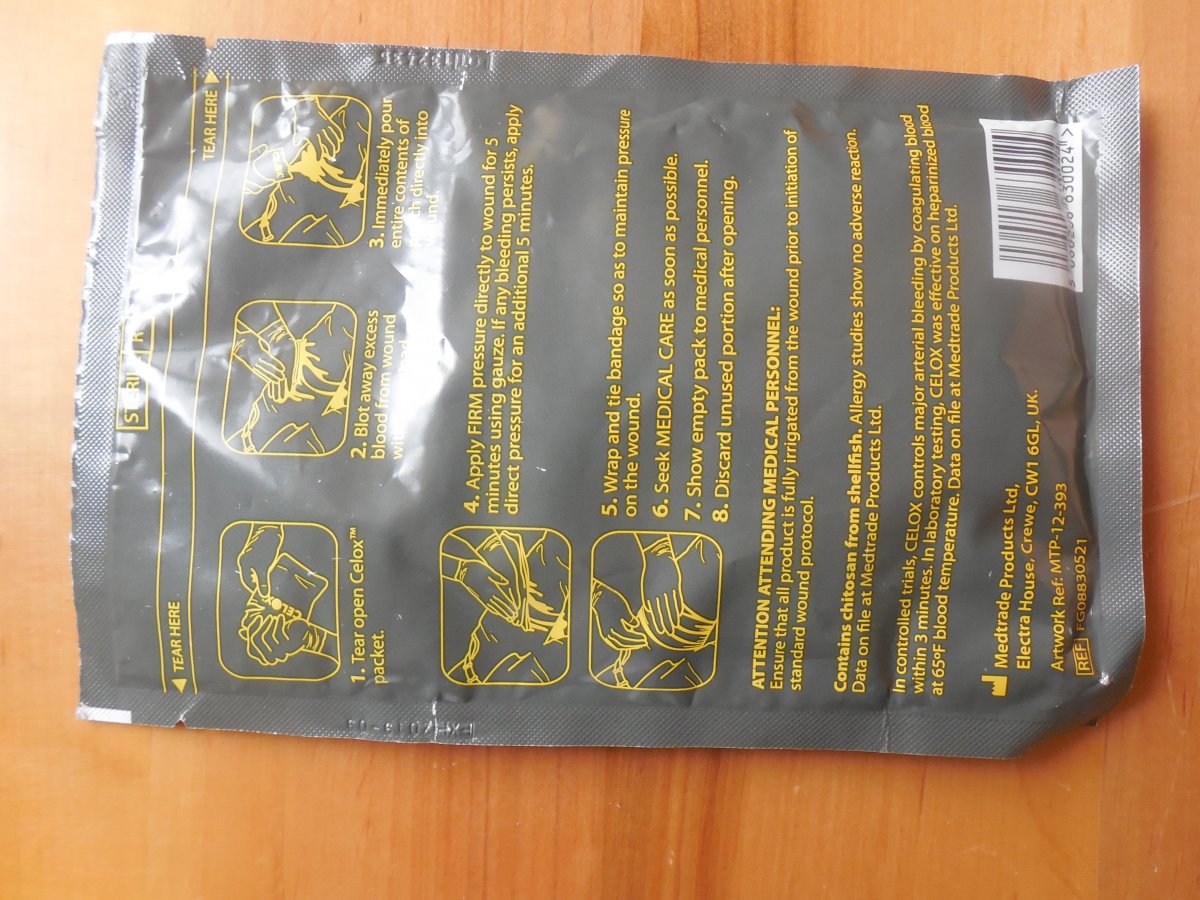 STERILE R
TEAR HERE
TEAR HERE
1. Tear open Celox™
packet.
2. Blot away excess
blood from wound
3. Immediately pour
entire contents of
directly into
4. Apply FIRM pressure directly to wound for 5
minutes using gauze. If any bleeding persists, apply
direct pressure for an additional 5 minutes.
5. Wrap and tie bandage so as to maintain pressure
on the wound.
6. Seek MEDICAL CARE as soon as possible.
7. Show empty pack to medical personnel.
8. Discard unused portion after opening.
ATTENTION ATTENDING MEDICAL PERSONNEL:
Ensure that all product is fully Irrigated from the wound prior to initiation of
standard wound protocol.
Contains chitosan from shellfish. Allergy studies show no adverse reaction.
Data on file at Medtrade Products Ltd.
In controlled trials, CELOX controls major arterial bleeding by coagulating blood
within 3 minutes. In laboratory testing, CELOX was effective on heparinized blood
at 65ºF blood temperature. Data on file at Medtrade Products Ltd.
Medtrade Products Ltd,
Electra House, Crewe, CW1 6GL, UK.
Artwork Ref: MTP-12-393
REF FG08830521
630024 >